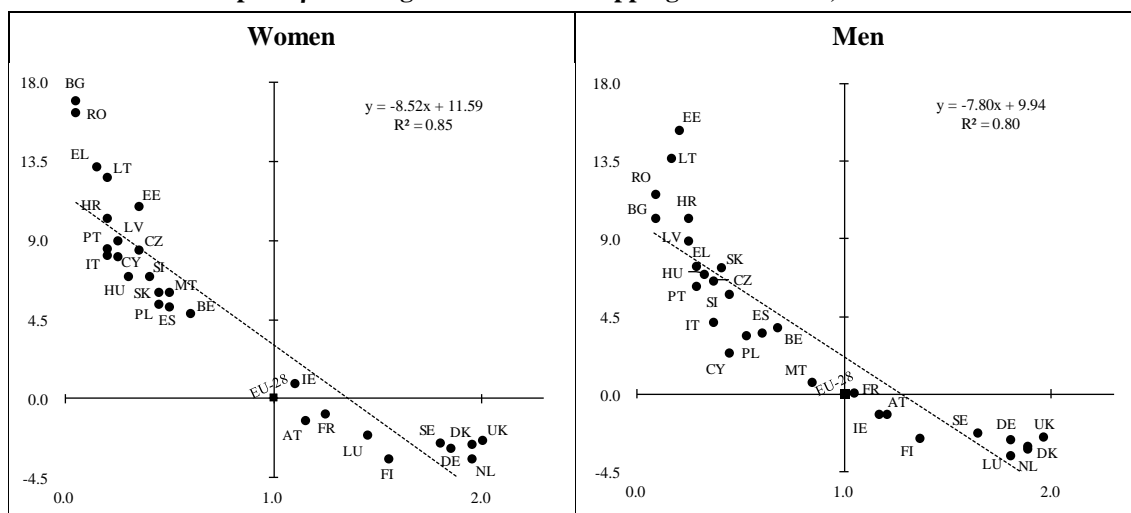 Women
18.0
BG
RO
y = -8.52x + 11.59
R² = 0.85
13.5
EL
LT
EE
HR
9.0
PT
LV
CZ
IT
CY
SI
HU
SK
MT
4.5
PL
ES
BE
EU-28
IE
0.0
AT
FR
LU
SE
DK
UK
FI
DE
NL
-4.5
0.0
1.0
2.0
Men
18.0
EE
y = -7.80x + 9.94
R² = 0.80
13.5
LT
RO
BG
HR
9.0
LV
EL
SK
HU
CZ
PT
SI
4.5
IT
ES
BE
CY
PL
MT
EU-28
FR
0.0
AT
IE
FI
SE
DE
UK
LU
NL
DK
-4.5
0.0
1.0
2.0